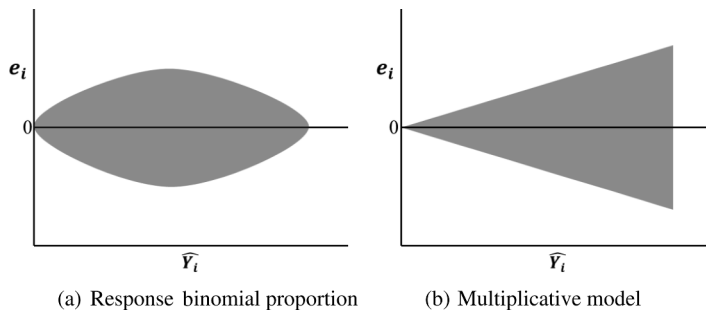 e_i
0
Ŷ_i
(a) Response binomial proportion
e_i
0
Ŷ_i
(b) Multiplicative model